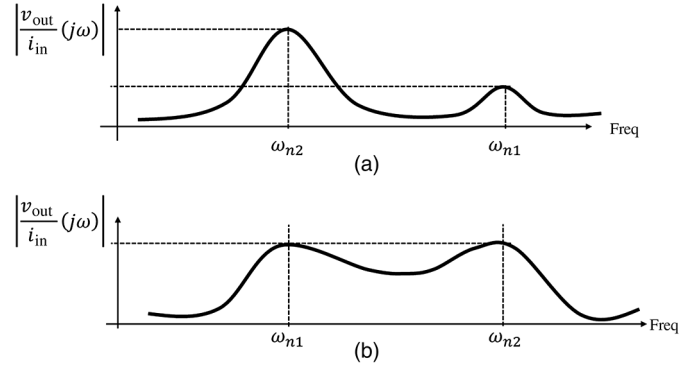 |v_out/i_in (jω)|
Freq
ω_n2
ω_n1
(a)
|v_out/i_in (jω)|
Freq
ω_n1
ω_n2
(b)